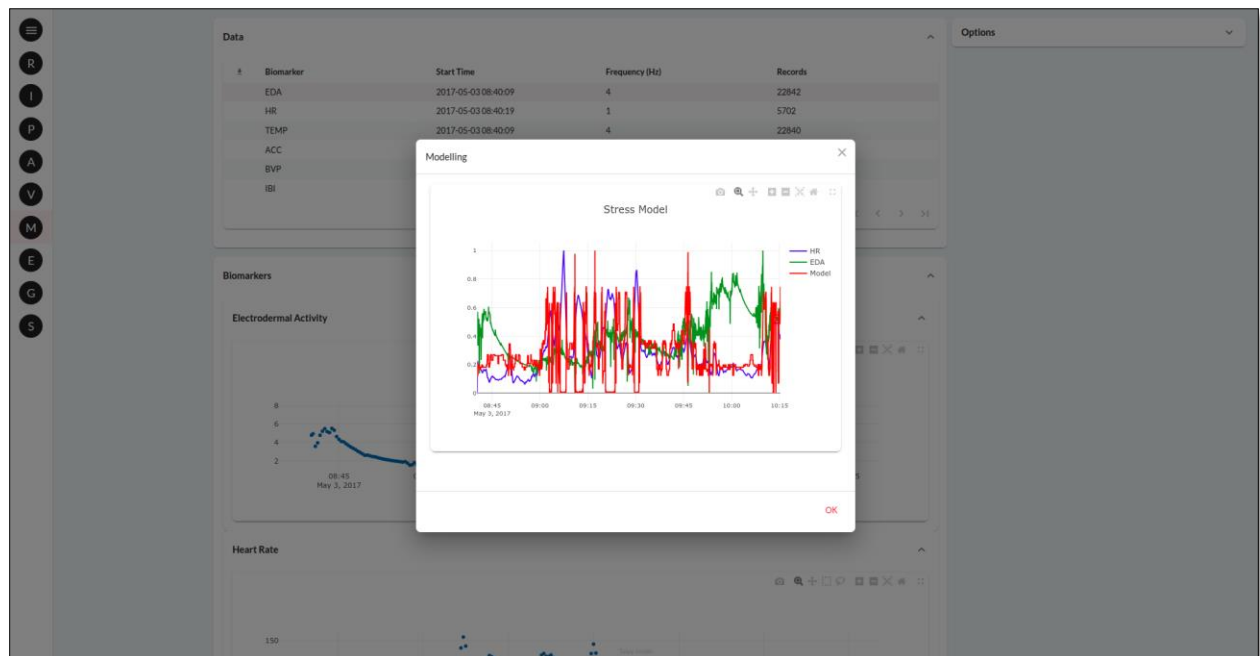 R
I
P
A
V
M
E
G
S
Data
Options
Biomarker Start Time Frequency (Hz) Records
EDA 2017-05-03 08:40:09 4 22842
HR 2017-05-03 08:40:19 1 5702
TEMP 2017-05-03 08:40:09 4 22840
ACC
BVP
IBI
Modelling
Stress Model
1
0.8
0.6
0.4
0.2
0
HR
EDA
Model
08:45 09:00 09:15 09:30 09:45 10:00 10:15
May 3, 2017
OK
Biomarkers
Electrodermal Activity
8
6
4
2
08:45
May 3, 2017
Heart Rate
150